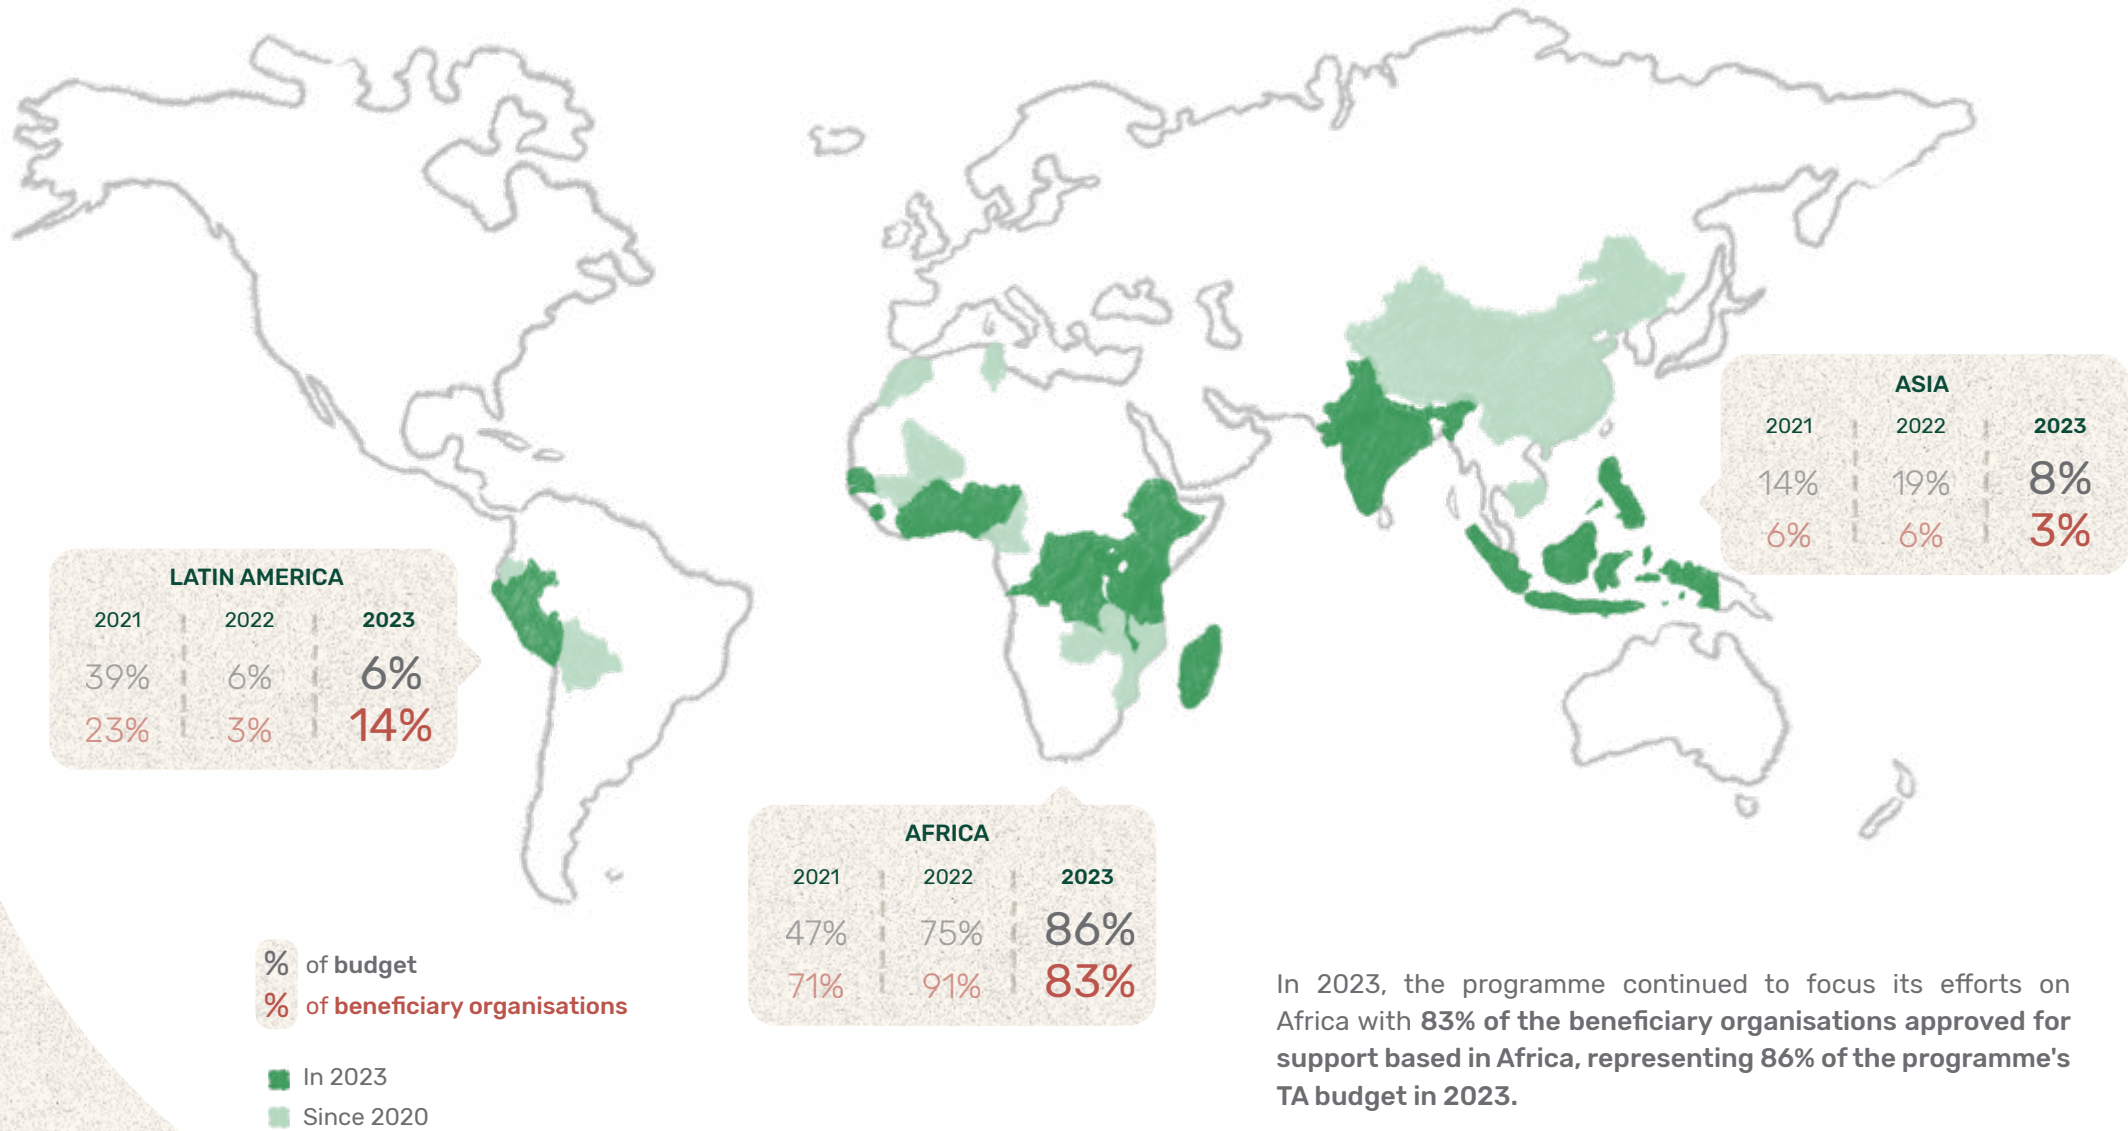 ASIA
2021 2022 2023
14% 19% 8%
6% 6% 3%
LATIN AMERICA
2021 2022 2023
39% 6% 6%
23% 3% 14%
AFRICA
2021 2022 2023
47% 75% 86%
71% 91% 83%
% of budget
% of beneficiary organisations
In 2023
Since 2020
In 2023, the programme continued to focus its efforts on
Africa with 83% of the beneficiary organisations approved for
support based in Africa, representing 86% of the programme's
TA budget in 2023.